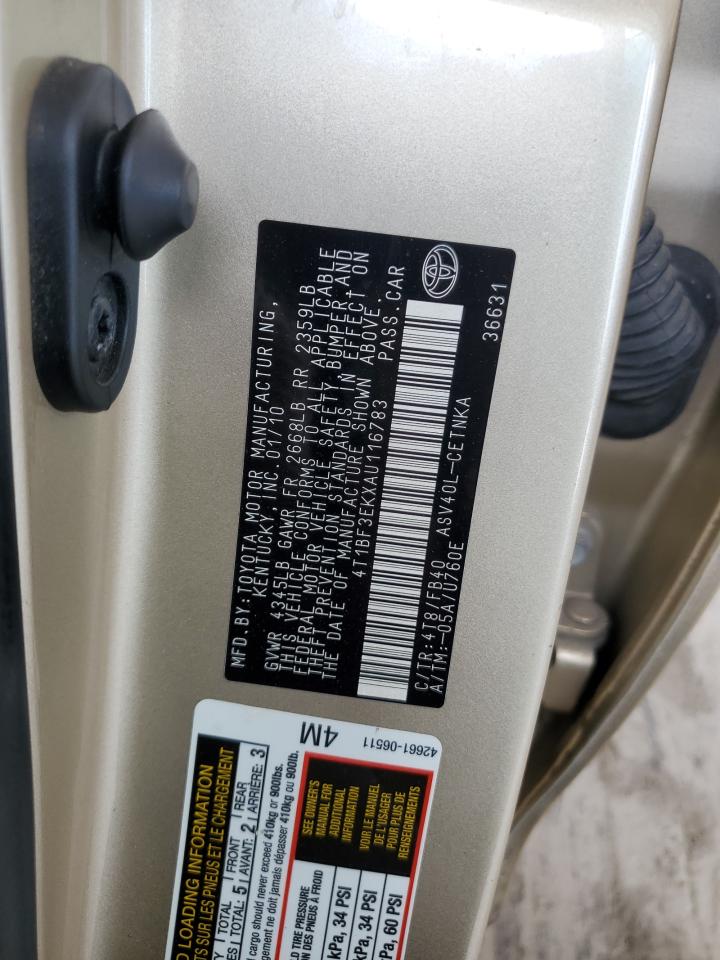 MFD.BY:TOYOTA MOTOR MANUFACTURING,
KENTUCKY,INC. 01/10
GVWR 4345LB GAWR FR 2668LB RR 2359LB
THIS VEHICLE CONFORMS TO ALL APPLICABLE
FEDERAL MOTOR VEHICLE SAFETY, BUMPER,AND
THEFT PREVENTION STANDARDS IN EFFECT ON
THE DATE OF MANUFACTURE SHOWN ABOVE.
4T1BF3EKXAU116783 PASS.CAR
C/TR:4T8/FB40 ASV40L-CETNKA
A/TM:-05A/U760E 36631
LOADING INFORMATION
SUR LES PNEUS ET LE CHARGEMENT
TOTAL FRONT REAR
TOTAL: 5 AVANT: 2 ARRIÈRE: 3
cargo should never exceed 410kg or 900lbs.
ne doit jamais dépasser 410kg ou 900lb.
4M
42661-06511
TIRE PRESSURE
DES PNEUS À FROID
kPa, 34 PSI
kPa, 34 PSI
kPa, 60 PSI
SEE OWNER'S
MANUAL FOR
ADDITIONAL
INFORMATION
VOIR LE MANUEL
DE L'USAGER
POUR PLUS DE
RENSEIGNEMENTS